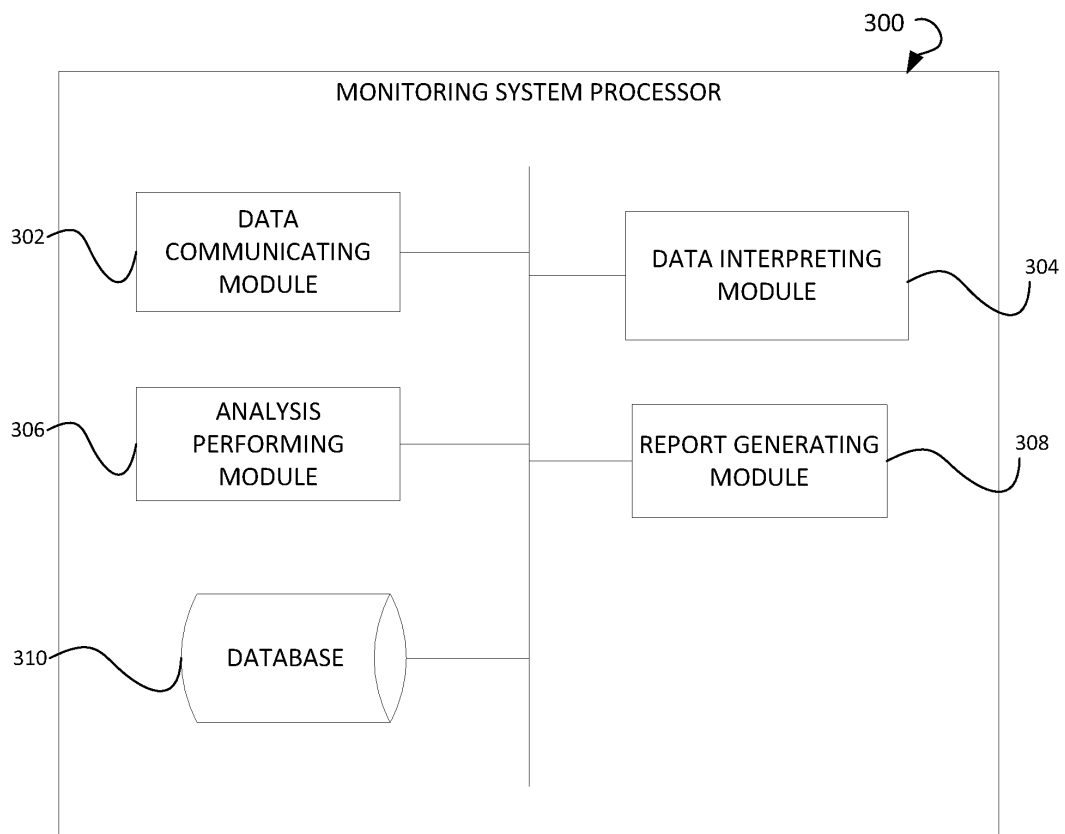 300
MONITORING SYSTEM PROCESSOR
302
DATA
COMMUNICATING
MODULE
DATA INTERPRETING
MODULE
304
306
ANALYSIS
PERFORMING
MODULE
REPORT GENERATING
MODULE
308
310
DATABASE